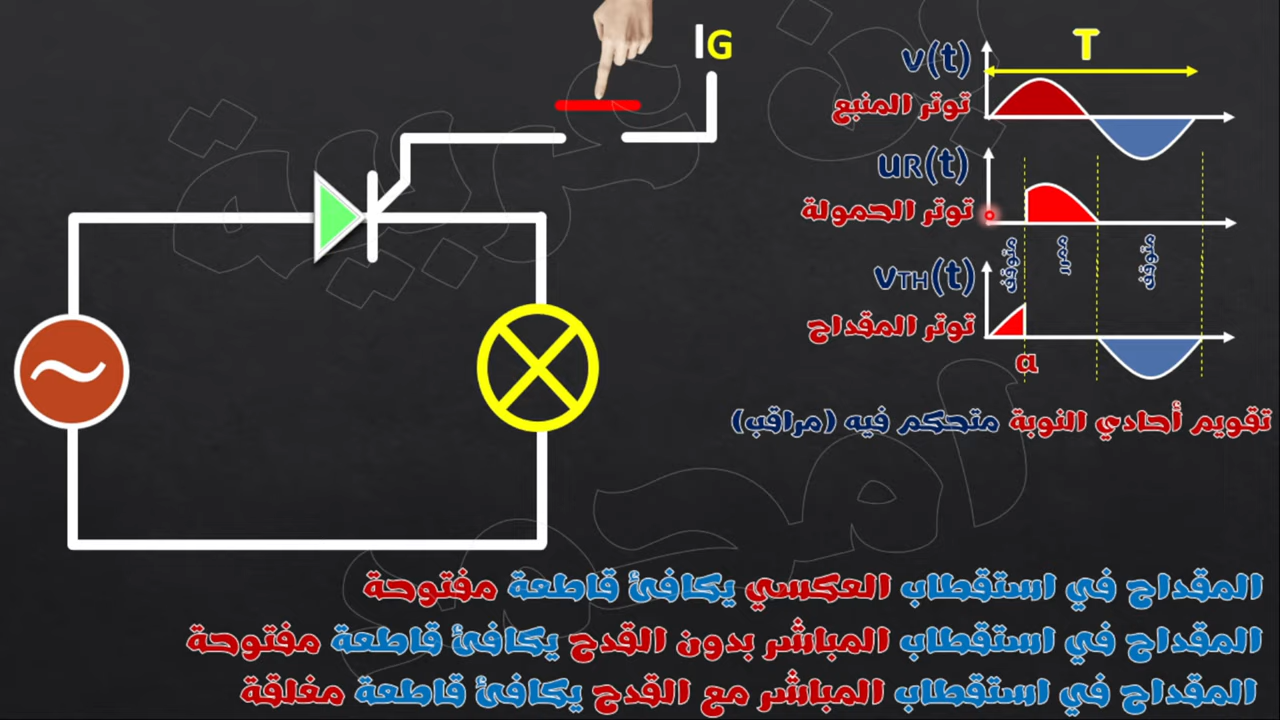 IG
T
v(t)
توتر المنبع
uR(t)
توتر الحمولة
متوقف
ممرر
متوقف
vTH(t)
توتر المقداح
α
تقويم أحادي النوبة متحكم فيه (مراقب)
المقداح في استقطاب العكسي يكافئ قاطعة مفتوحة
المقداح في استقطاب المباشر بدون القدح يكافئ قاطعة مفتوحة
المقداح في استقطاب المباشر مع القدح يكافئ قاطعة مغلقة